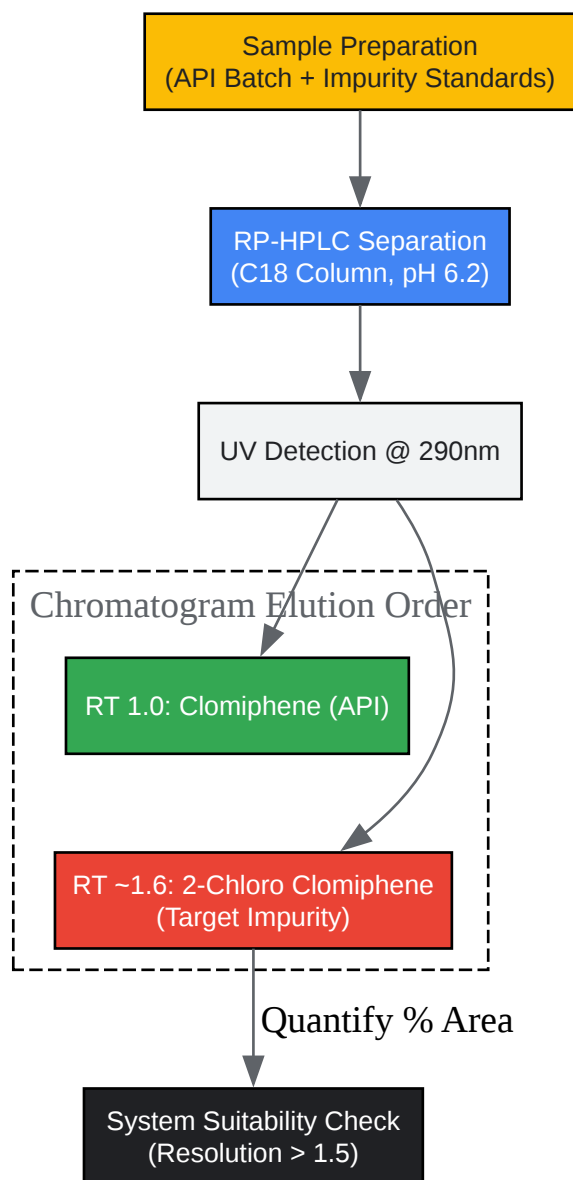 Sample Preparation
(API Batch + Impurity Standards)
RP-HPLC Separation
(C18 Column, pH 6.2)
UV Detection @ 290nm
Chromatogram Elution Order
RT 1.0: Clomiphene (API)
RT ~1.6: 2-Chloro Clomiphene
(Target Impurity)
Quantify % Area
System Suitability Check
(Resolution > 1.5)